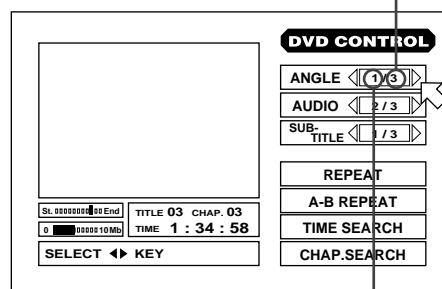 DVD CONTROL
ANGLE 1/3
AUDIO 2 / 3
SUB-TITLE 1 / 3
REPEAT
A-B REPEAT
TIME SEARCH
CHAP.SEARCH
St. End
0 10Mb
TITLE 03 CHAP. 03
TIME 1 : 34 : 58
SELECT KEY